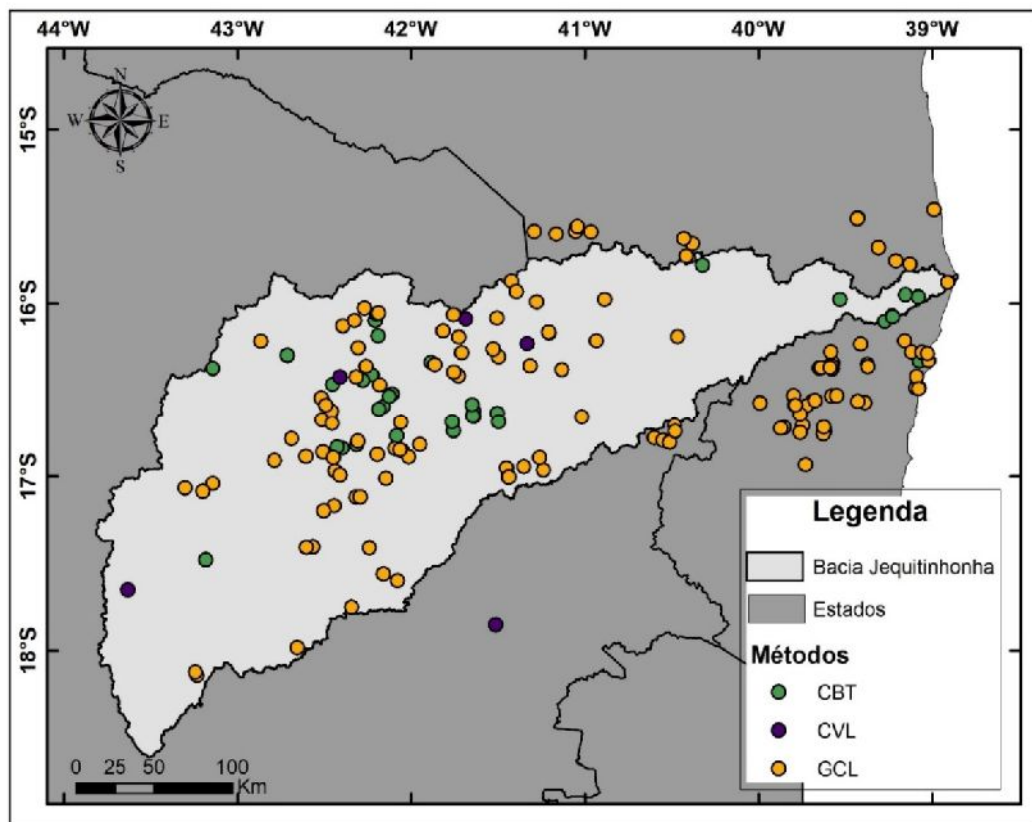 44°W 43°W 42°W 41°W 40°W 39°W
N
W E
S
15°S
16°S
17°S
18°S
Legenda
Bacia Jequitinhonha
Estados
Métodos
CBT
CVL
GCL
0 25 50 100
Km